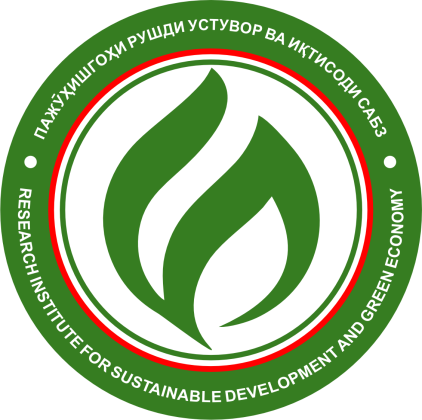 ПАЖӮҲИШГОҲИ РУШДИ УСТУВОР ВА ИҚТИСОДИ САБЗ
RESEARCH INSTITUTE FOR SUSTAINABLE DEVELOPMENT AND GREEN ECONOMY